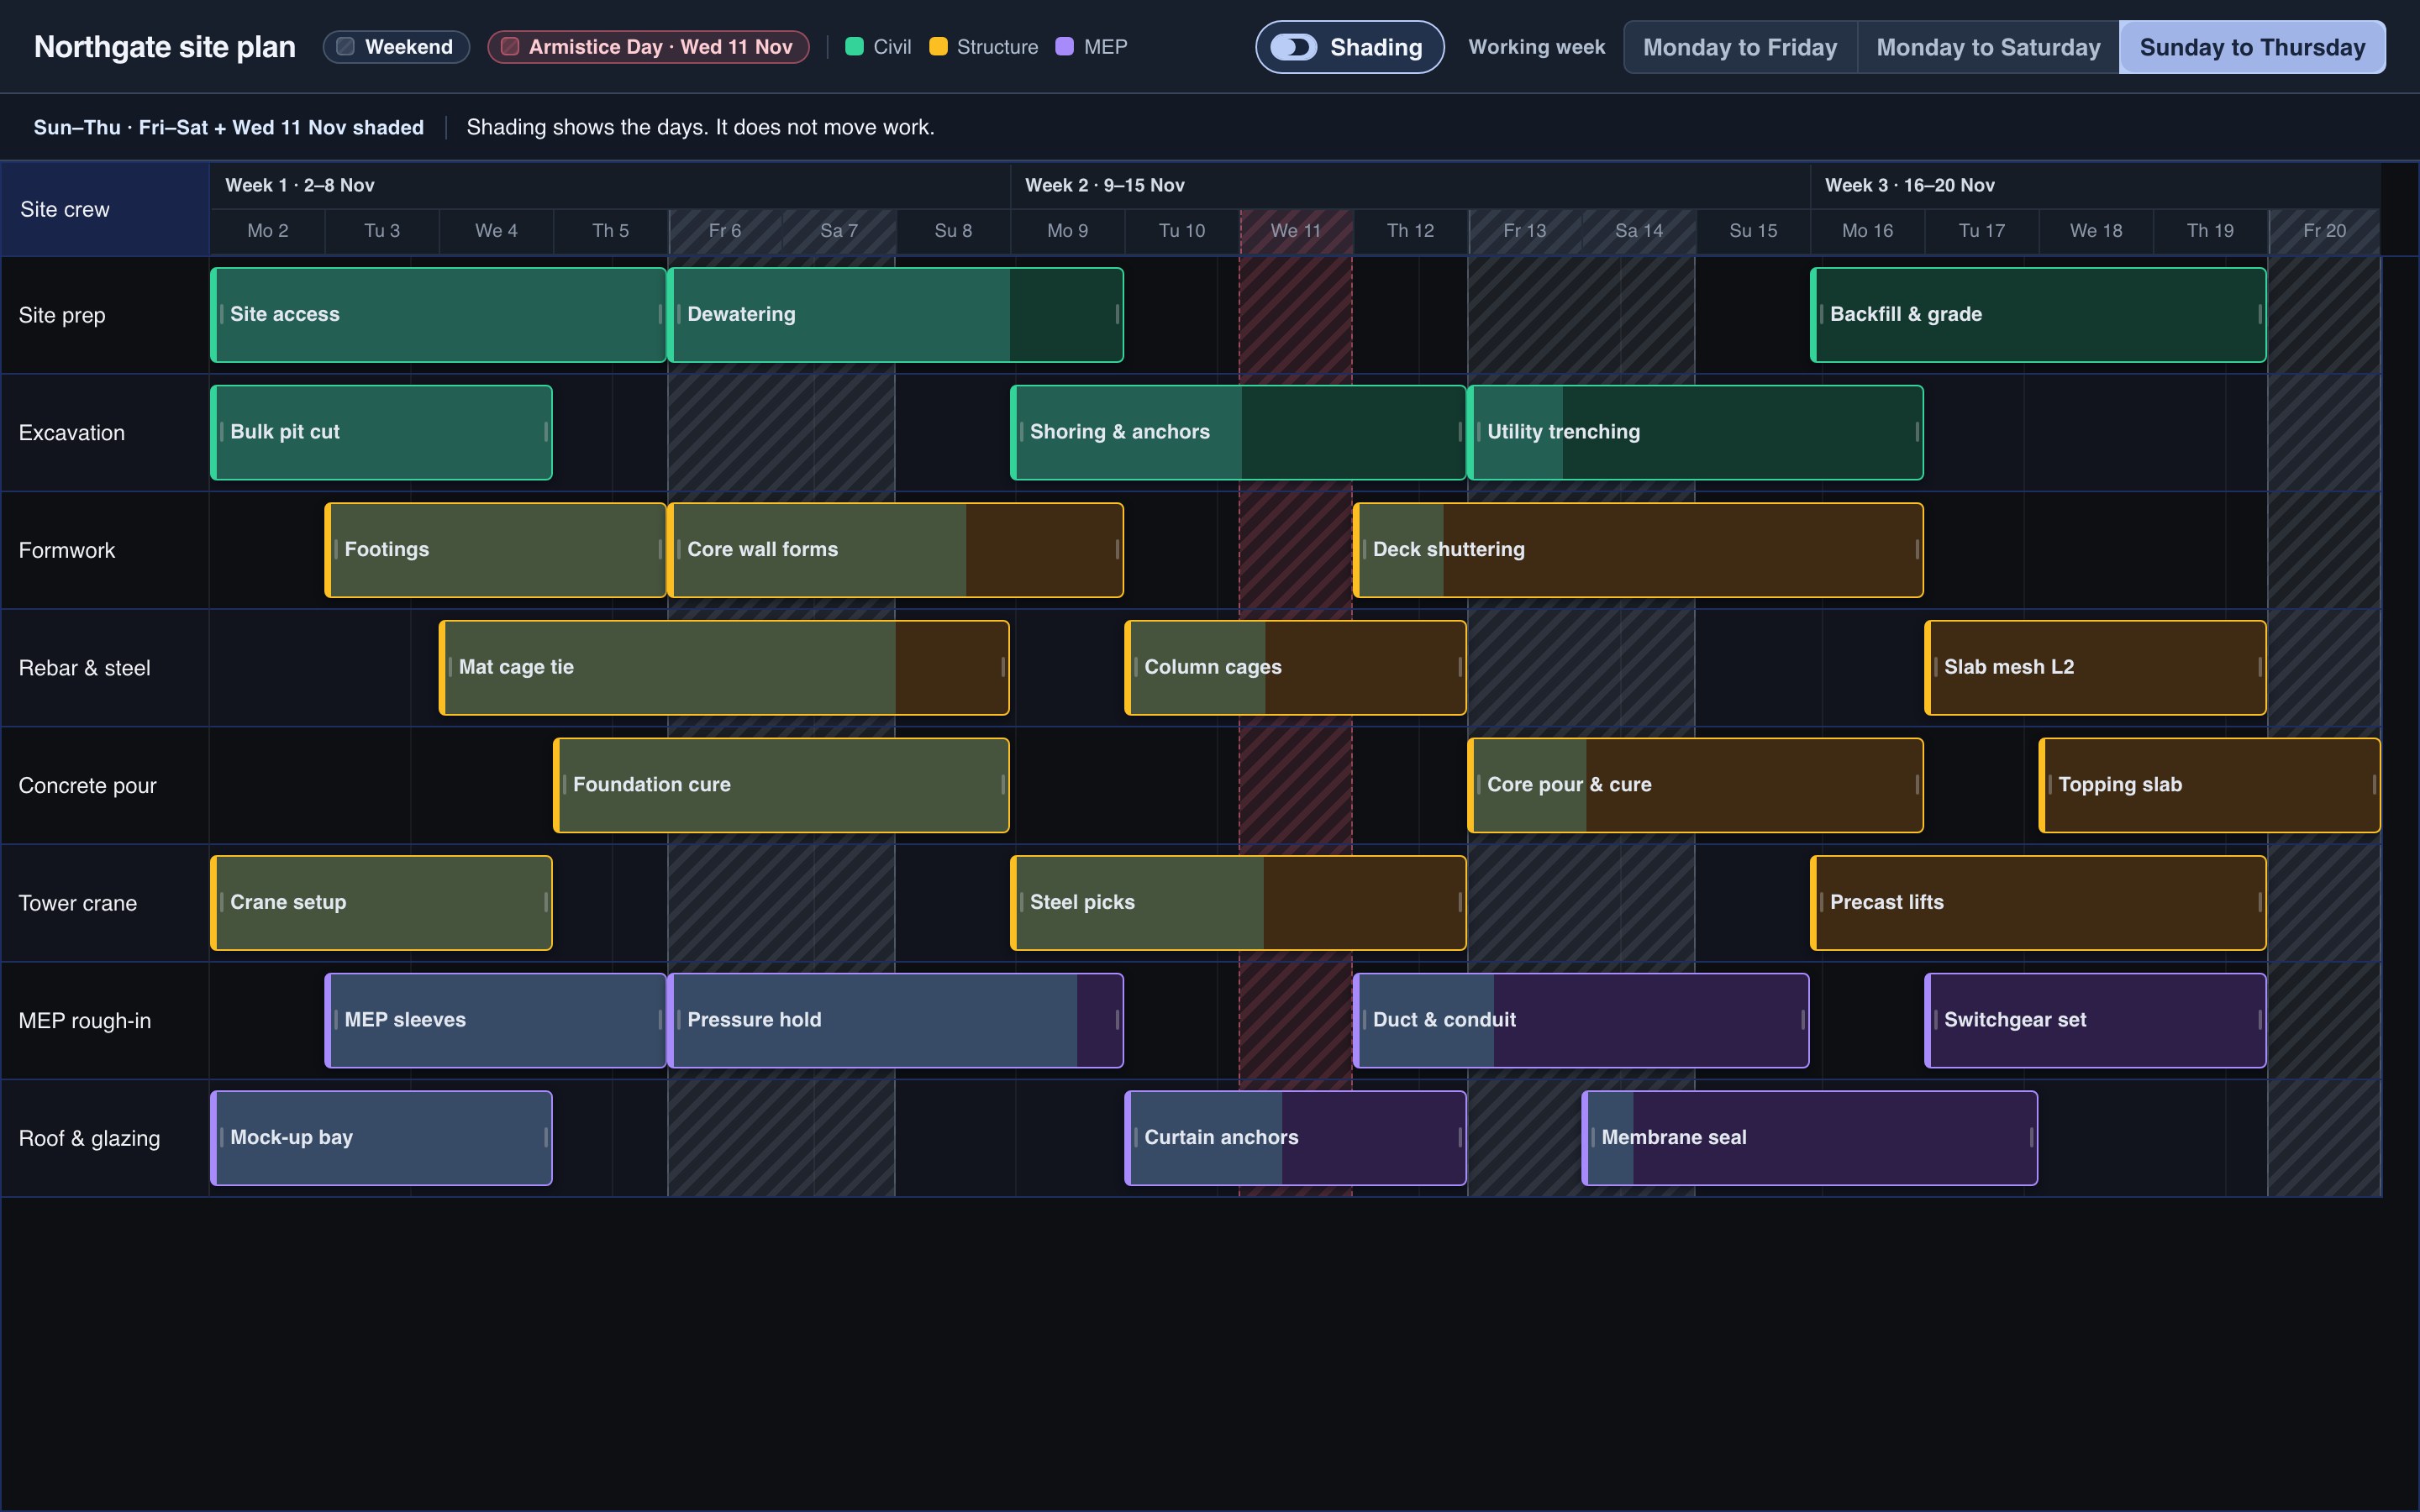 Northgate site plan
Weekend
Armistice Day · Wed 11 Nov
Civil
Structure
MEP
Shading
Working week
Monday to Friday
Monday to Saturday
Sunday to Thursday
Sun–Thu · Fri–Sat + Wed 11 Nov shaded
Shading shows the days. It does not move work.
Site crew
Week 1 · 2–8 Nov
Week 2 · 9–15 Nov
Week 3 · 16–20 Nov
Mo 2
Tu 3
We 4
Th 5
Fr 6
Sa 7
Su 8
Mo 9
Tu 10
We 11
Th 12
Fr 13
Sa 14
Su 15
Mo 16
Tu 17
We 18
Th 19
Fr 20
Site prep
Site access
Dewatering
Backfill & grade
Excavation
Bulk pit cut
Shoring & anchors
Utility trenching
Formwork
Footings
Core wall forms
Deck shuttering
Rebar & steel
Mat cage tie
Column cages
Slab mesh L2
Concrete pour
Foundation cure
Core pour & cure
Topping slab
Tower crane
Crane setup
Steel picks
Precast lifts
MEP rough-in
MEP sleeves
Pressure hold
Duct & conduit
Switchgear set
Roof & glazing
Mock-up bay
Curtain anchors
Membrane seal